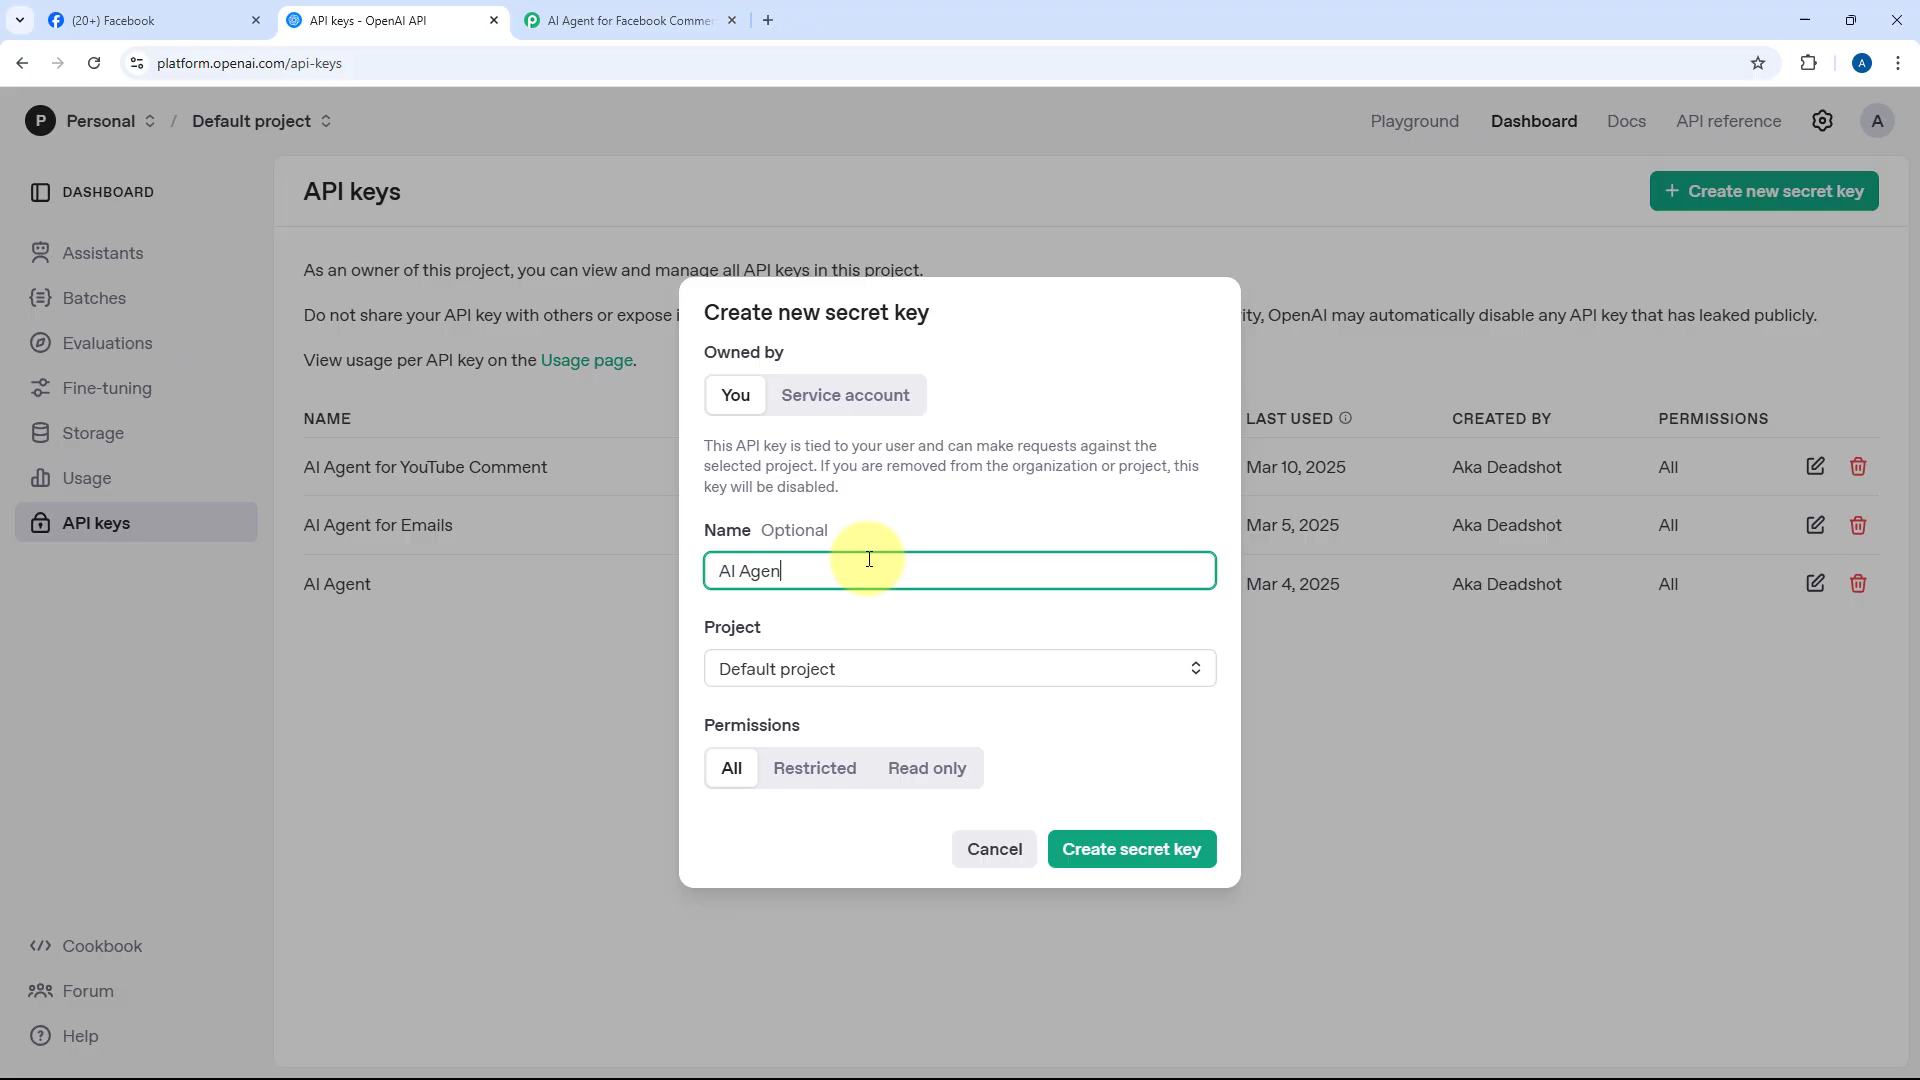 (20+) Facebook
API keys - OpenAI API
AI Agent for Facebook Commen
platform.openai.com/api-keys
A
P Personal / Default project
Playground
Dashboard
Docs
API reference
A
DASHBOARD
Assistants
Batches
Evaluations
Fine-tuning
Storage
Usage
API keys
Cookbook
Forum
Help
API keys
+ Create new secret key
As an owner of this project, you can view and manage all API keys in this project.
Do not share your API key with others or expose i
ity, OpenAI may automatically disable any API key that has leaked publicly.
View usage per API key on the Usage page.
NAME
LAST USED
CREATED BY
PERMISSIONS
AI Agent for YouTube Comment
Mar 10, 2025
Aka Deadshot
All
AI Agent for Emails
Mar 5, 2025
Aka Deadshot
All
AI Agent
Mar 4, 2025
Aka Deadshot
All
Create new secret key
Owned by
You
Service account
This API key is tied to your user and can make requests against the
selected project. If you are removed from the organization or project, this
key will be disabled.
Name Optional
AI Agen
Project
Default project
Permissions
All
Restricted
Read only
Cancel
Create secret key